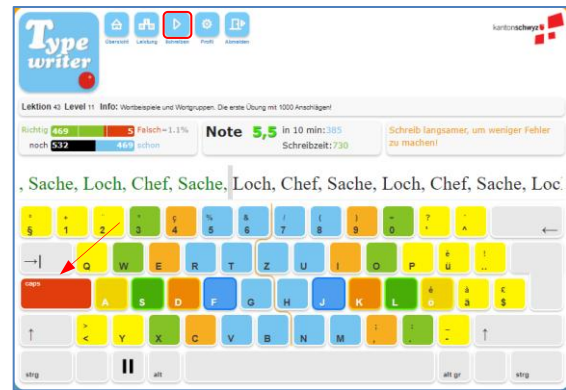 Type writer
Übersicht Leistung Schreiben Profil Abmelden
kantonschwyz
Lektion 43 Level 11 Info: Wortbeispiele und Wortgruppen. Die erste Übung mit 1000 Anschlägen!
Richtig 469 5 Falsch=1.1%
noch 532 469 schon
Note 5,5 in 10 min:385
Schreibzeit:730
Schreib langsamer, um weniger Fehler
zu machen!
, Sache, Loch, Chef, Sache, Loch, Chef, Sache, Loch, Chef, Sache, Loc
° + " * ç % & / ( ) = ? `
§ 1 2 3 4 5 6 7 8 9 0 ' ^ ←
→| Q W E R T Z U I O P è ü ! ¨
caps A S D F G H J K L é ö à ä £ $
↑ > < Y X C V B N M ; , : . _ - ↑
strg alt alt gr strg